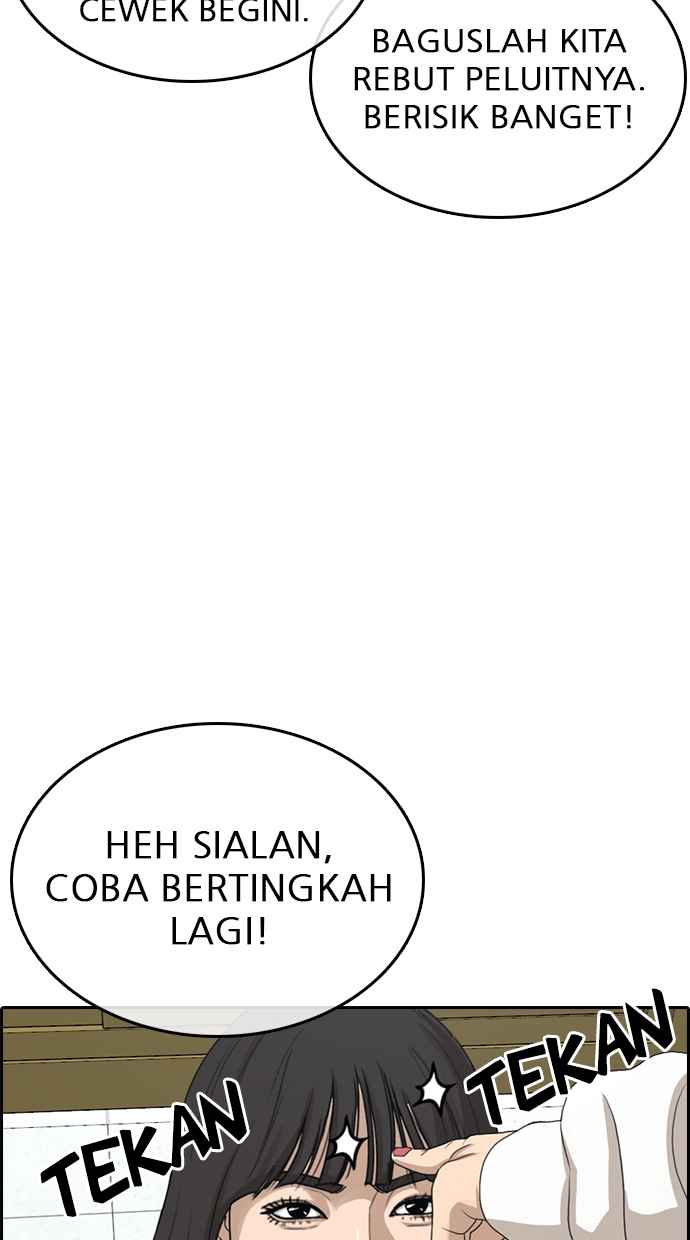 CEWEK BEGINI.
BAGUSLAH KITA
REBUT PELUITNYA.
BERISIK BANGET!
HEH SIALAN,
COBA BERTINGKAH
LAGI!
TEKAN
TEKAN